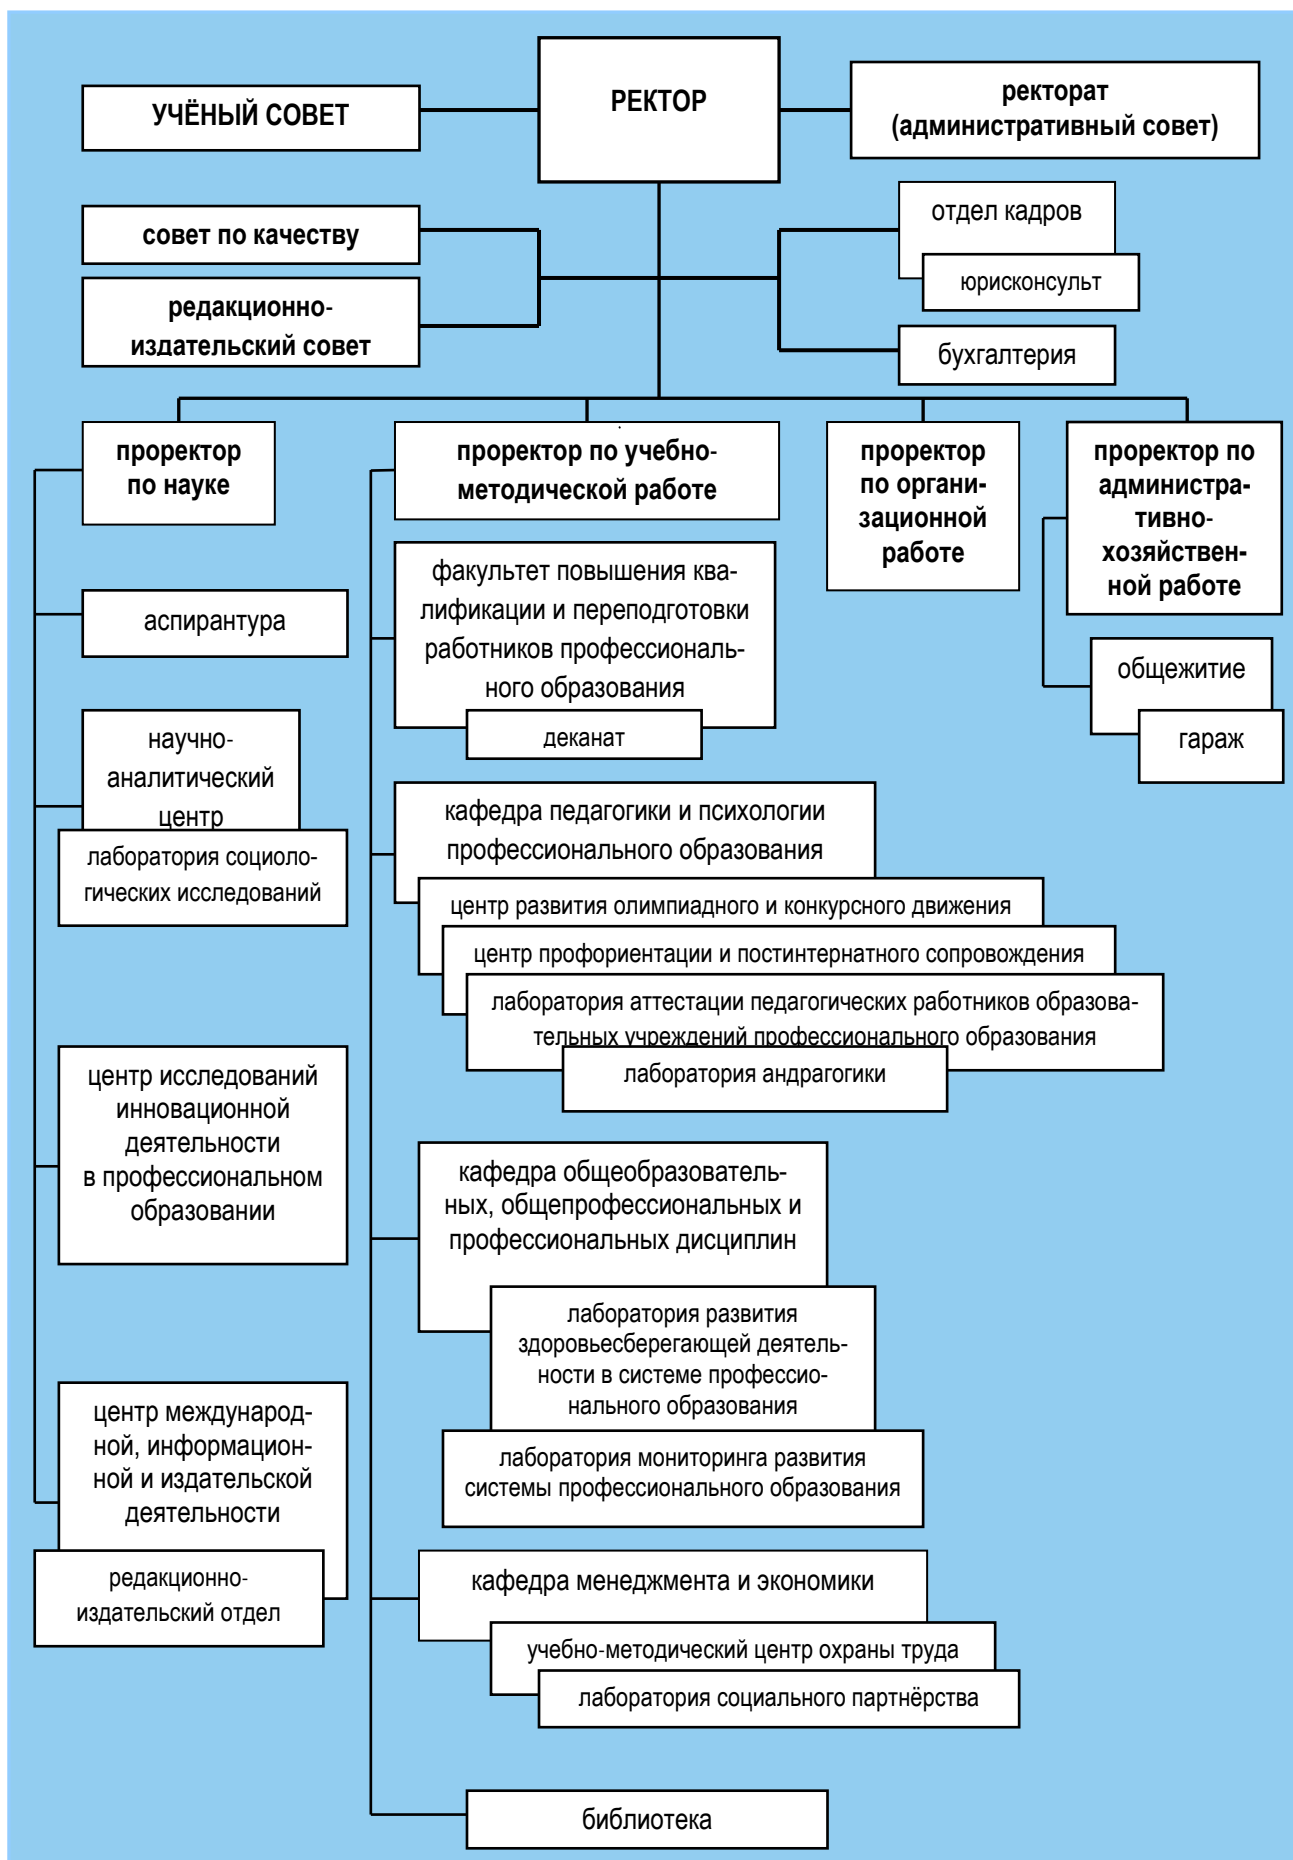 УЧЁНЫЙ СОВЕТ
РЕКТОР
ректорат
(административный совет)
совет по качеству
редакционно-
издательский совет
отдел кадров
юрисконсульт
бухгалтерия
проректор
по науке
проректор по учебно-
методической работе
проректор
по органи-
зационной
работе
проректор по
администра-
тивно-
хозяйствен-
ной работе
аспирантура
научно-
аналитический
центр
лаборатория социоло-
гических исследований
центр исследований
инновационной
деятельности
в профессиональном
образовании
центр международ-
ной, информацион-
ной и издательской
деятельности
редакционно-
издательский отдел
факультет повышения ква-
лификации и переподготовки
работников профессиональ-
ного образования
деканат
кафедра педагогики и психологии
профессионального образования
центр развития олимпиадного и конкурсного движения
центр профориентации и постинтернатного сопровождения
лаборатория аттестации педагогических работников образова-
тельных учреждений профессионального образования
лаборатория андрагогики
кафедра общеобразователь-
ных, общепрофессиональных и
профессиональных дисциплин
лаборатория развития
здоровьесберегающей деятель-
ности в системе профессио-
нального образования
лаборатория мониторинга развития
системы профессионального образования
кафедра менеджмента и экономики
учебно-методический центр охраны труда
лаборатория социального партнёрства
библиотека
общежитие
гараж